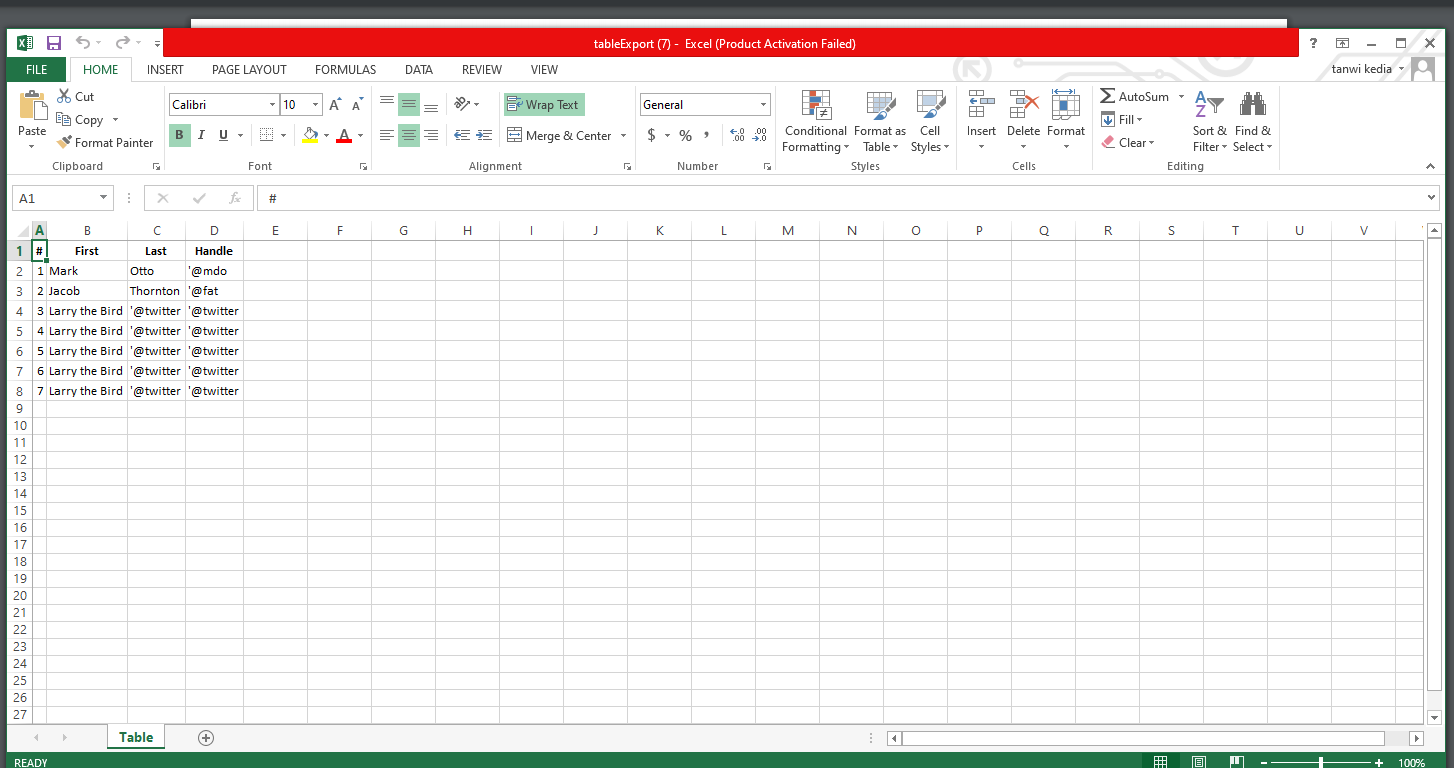 tableExport (7) - Excel (Product Activation Failed)
?
FILE HOME INSERT PAGE LAYOUT FORMULAS DATA REVIEW VIEW tanwi kedia
Paste
Cut
Copy
Format Painter
Clipboard
Calibri 10
B I U
Font
Wrap Text
Merge & Center
Alignment
General
$ % ,
Number
Conditional Formatting
Format as Table
Cell Styles
Styles
Insert Delete Format
Cells
AutoSum
Fill
Clear
Sort & Filter
Find & Select
Editing
A1 fx #
A B C D E F G H I J K L M N O P Q R S T U V
1 # First Last Handle
2 1 Mark Otto '@mdo
3 2 Jacob Thornton '@fat
4 3 Larry the Bird '@twitter '@twitter
5 4 Larry the Bird '@twitter '@twitter
6 5 Larry the Bird '@twitter '@twitter
7 6 Larry the Bird '@twitter '@twitter
8 7 Larry the Bird '@twitter '@twitter
9
10
11
12
13
14
15
16
17
18
19
20
21
22
23
24
25
26
27
Table
READY 100%